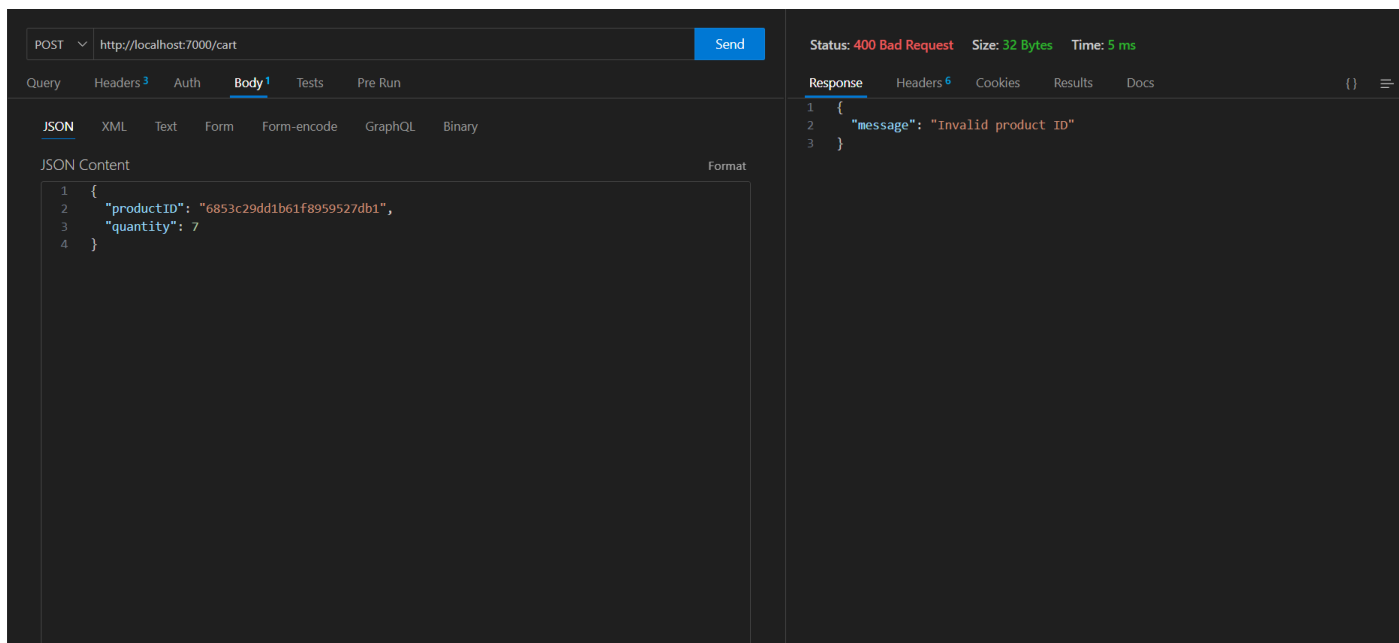 POST http://localhost:7000/cart Send
Query Headers 3 Auth Body 1 Tests Pre Run
JSON XML Text Form Form-encode GraphQL Binary
JSON Content Format
1 {
2 "productID": "6853c29dd1b61f8959527db1",
3 "quantity": 7
4 }
Status: 400 Bad Request Size: 32 Bytes Time: 5 ms
Response Headers 6 Cookies Results Docs { }
1 {
2 "message": "Invalid product ID"
3 }